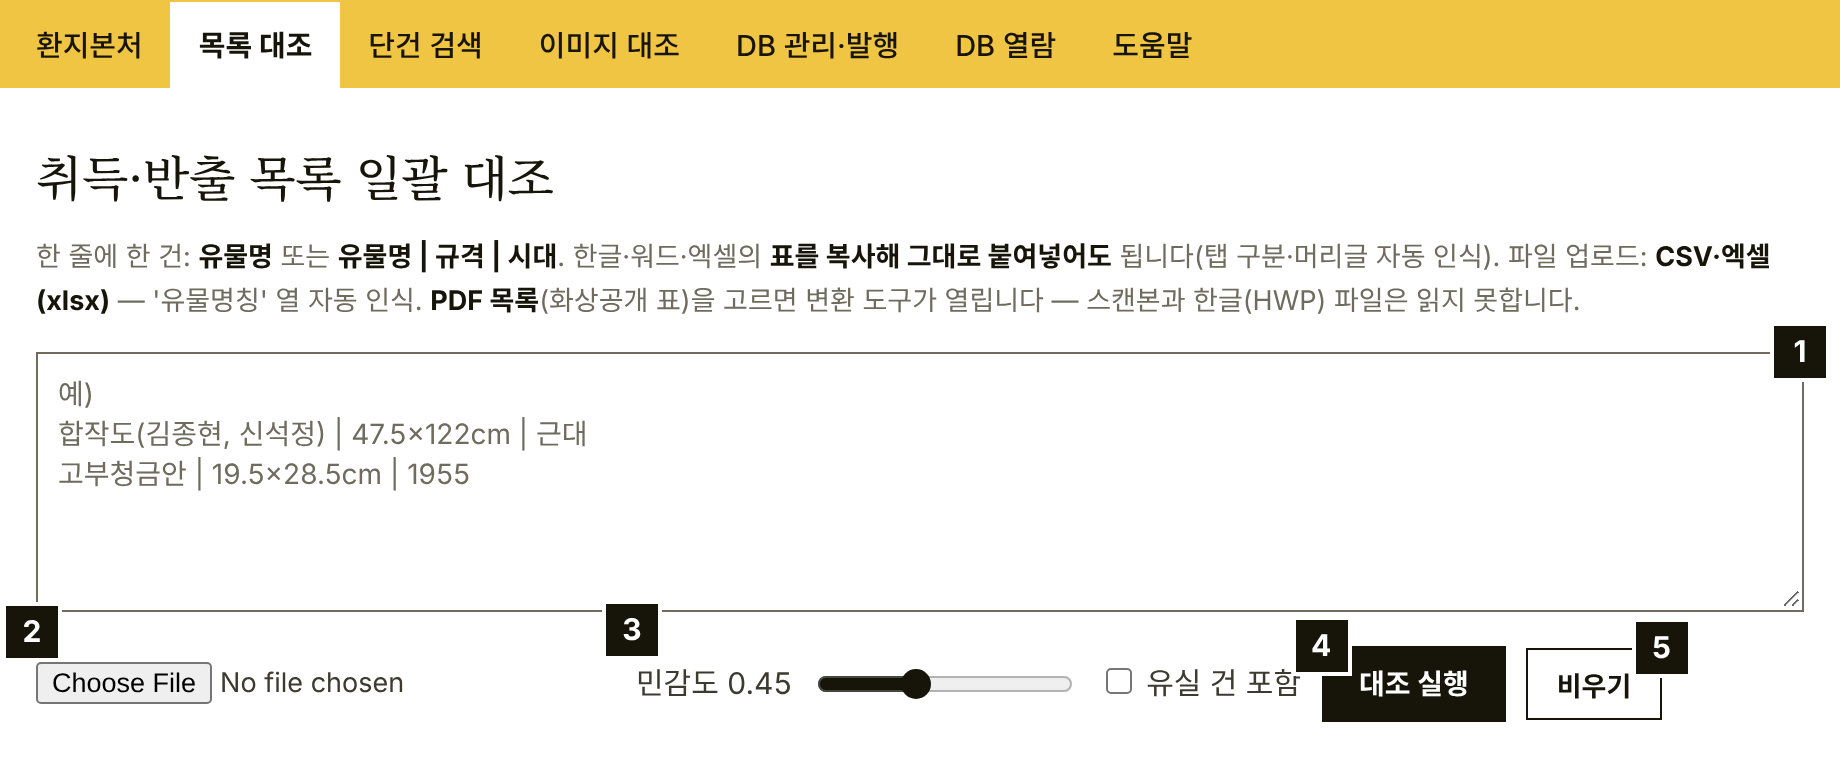 환지본처 목록 대조 단건 검색 이미지 대조 DB 관리·발행 DB 열람 도움말
취득·반출 목록 일괄 대조
한 줄에 한 건: 유물명 또는 유물명 | 규격 | 시대. 한글·워드·엑셀의 표를 복사해 그대로 붙여넣어도 됩니다(탭 구분·머리글 자동 인식). 파일 업로드: CSV·엑셀
(xlsx) — '유물명칭' 열 자동 인식. PDF 목록(화상공개 표)을 고르면 변환 도구가 열립니다 — 스캔본과 한글(HWP) 파일은 읽지 못합니다.
1
예)
합작도(김종현, 신석정) | 47.5×122cm | 근대
고부청금안 | 19.5×28.5cm | 1955
2 3 4 5
Choose File No file chosen 민감도 0.45 유실 건 포함 대조 실행 비우기